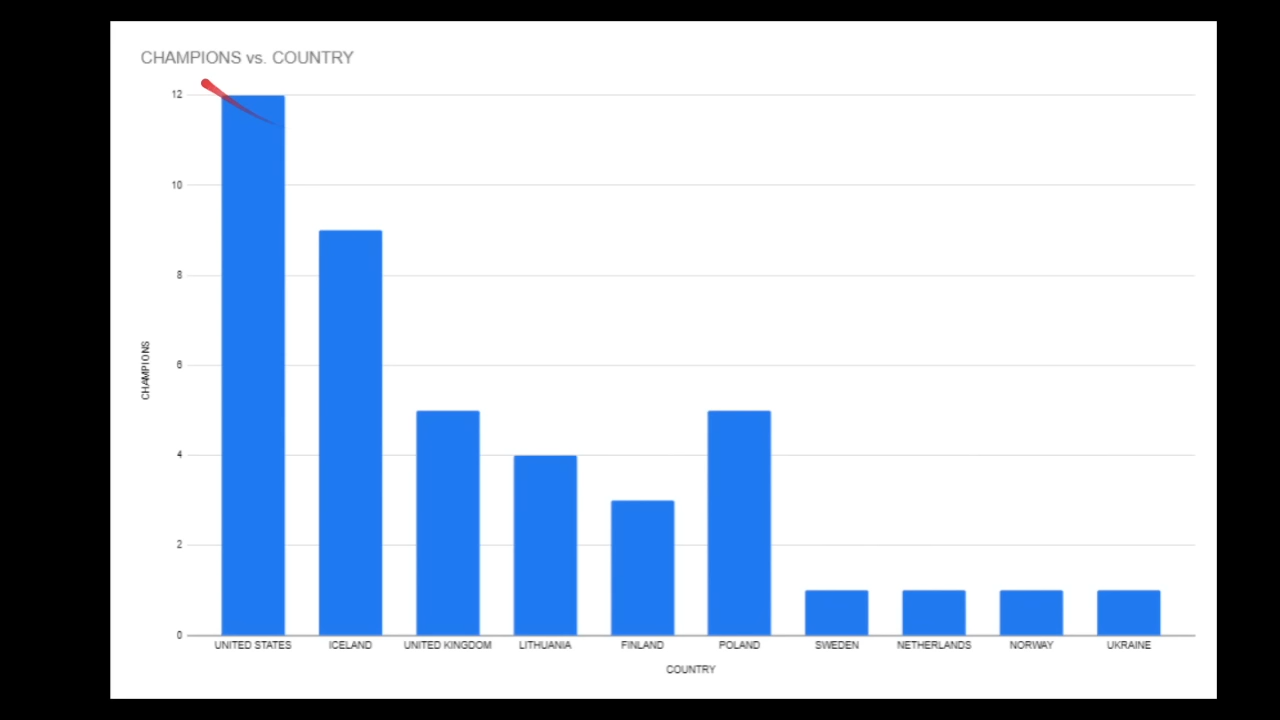 CHAMPIONS vs. COUNTRY
12
10
8
6
4
2
0
CHAMPIONS
UNITED STATES ICELAND UNITED KINGDOM LITHUANIA FINLAND POLAND SWEDEN NETHERLANDS NORWAY UKRAINE
COUNTRY